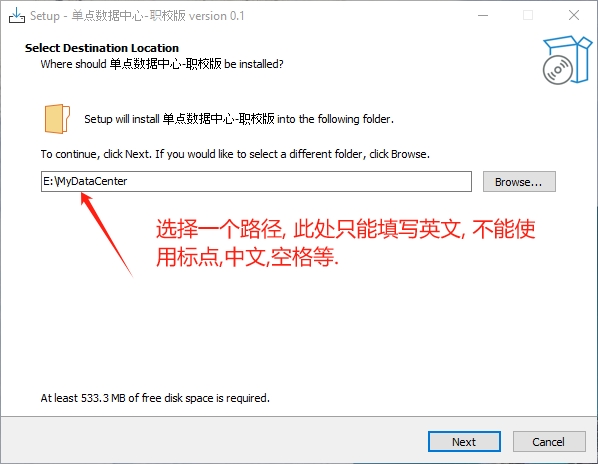 Setup - 单点数据中心-职校版 version 0.1
Select Destination Location
Where should 单点数据中心-职校版 be installed?
Setup will install 单点数据中心-职校版 into the following folder.
To continue, click Next. If you would like to select a different folder, click Browse.
E:\MyDataCenter
Browse...
选择一个路径, 此处只能填写英文, 不能使
用标点,中文,空格等.
At least 533.3 MB of free disk space is required.
Next
Cancel